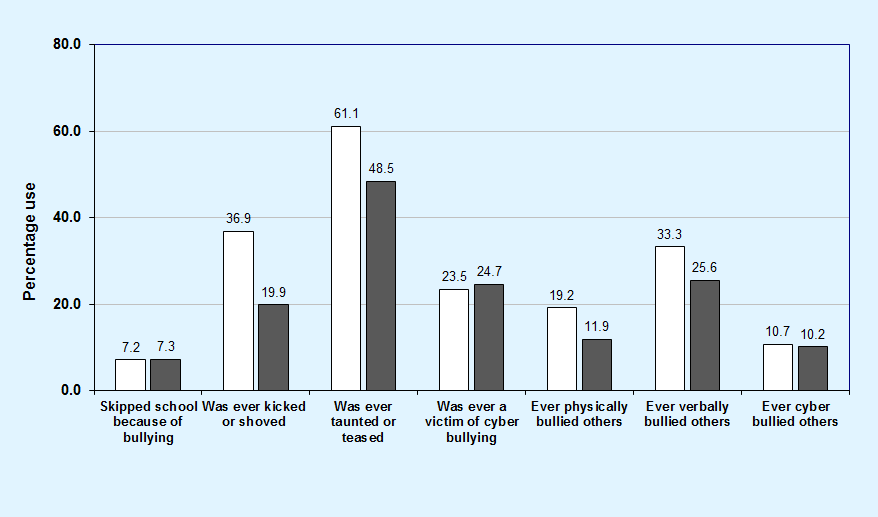 80.0
60.0
40.0
20.0
0.0
Percentage use
7.2
7.3
36.9
19.9
61.1
48.5
23.5
24.7
19.2
11.9
33.3
25.6
10.7
10.2
Skipped school
because of
bullying
Was ever kicked
or shoved
Was ever
taunted or
teased
Was ever a
victim of cyber
bullying
Ever physically
bullied others
Ever verbally
bullied others
Ever cyber
bullied others